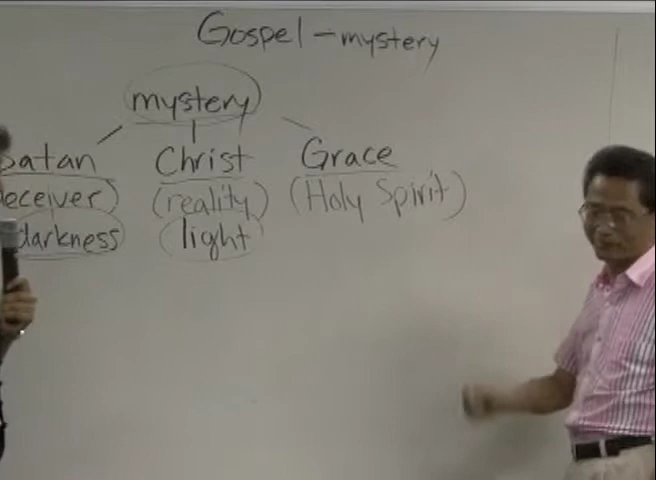 Gospel - mystery
mystery
Satan Christ Grace
deceiver) (reality) (Holy Spirit)
darkness light